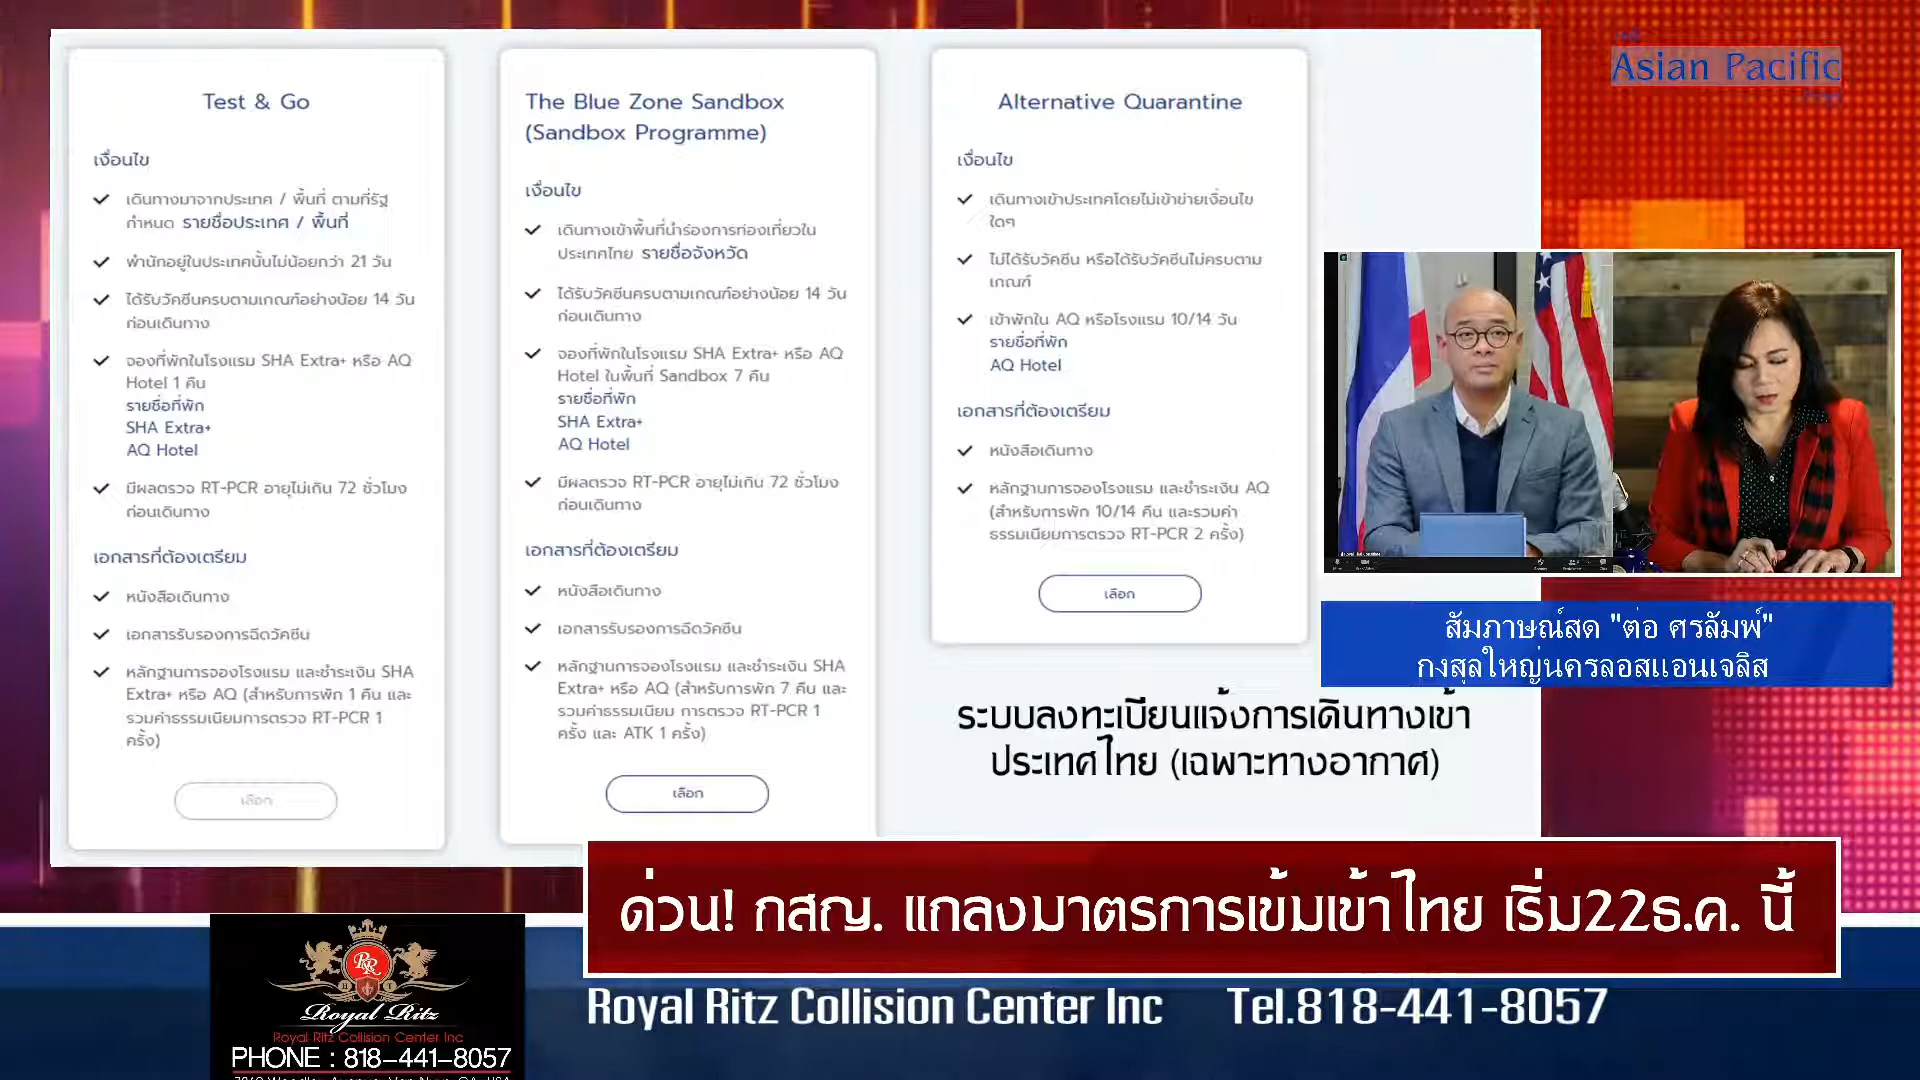 Test & Go
เงื่อนไข
เดินทางมาจากประเทศ / พื้นที่ ตามที่รัฐ
กำหนด รายชื่อประเทศ / พื้นที่
พำนักอยู่ในประเทศนั้นไม่น้อยกว่า 21 วัน
ได้รับวัคซีนครบตามเกณฑ์อย่างน้อย 14 วัน
ก่อนเดินทาง
จองที่พักในโรงแรม SHA Extra+ หรือ AQ
Hotel 1 คืน
รายชื่อที่พัก
SHA Extra+
AQ Hotel
มีผลตรวจ RT-PCR อายุไม่เกิน 72 ชั่วโมง
ก่อนเดินทาง
เอกสารที่ต้องเตรียม
หนังสือเดินทาง
เอกสารรับรองการฉีดวัคซีน
หลักฐานการจองโรงแรม และชำระเงิน SHA
Extra+ หรือ AQ (สำหรับการพัก 1 คืน และ
รวมค่าธรรมเนียมการตรวจ RT-PCR 1
ครั้ง)
เลือก
The Blue Zone Sandbox
(Sandbox Programme)
เงื่อนไข
เดินทางเข้าพื้นที่นำร่องการท่องเที่ยวใน
ประเทศไทย รายชื่อจังหวัด
ได้รับวัคซีนครบตามเกณฑ์อย่างน้อย 14 วัน
ก่อนเดินทาง
จองที่พักในโรงแรม SHA Extra+ หรือ AQ
Hotel ในพื้นที่ Sandbox 7 คืน
รายชื่อที่พัก
SHA Extra+
AQ Hotel
มีผลตรวจ RT-PCR อายุไม่เกิน 72 ชั่วโมง
ก่อนเดินทาง
เอกสารที่ต้องเตรียม
หนังสือเดินทาง
เอกสารรับรองการฉีดวัคซีน
หลักฐานการจองโรงแรม และชำระเงิน SHA
Extra+ หรือ AQ (สำหรับการพัก 7 คืน และ
รวมค่าธรรมเนียม การตรวจ RT-PCR 1
ครั้ง และ ATK 1 ครั้ง)
เลือก
Alternative Quarantine
เงื่อนไข
เดินทางเข้าประเทศโดยไม่เข้าข่ายเงื่อนไข
ใดๆ
ไม่ได้รับวัคซีน หรือได้รับวัคซีนไม่ครบตาม
เกณฑ์
เข้าพักใน AQ หรือโรงแรม 10/14 วัน
รายชื่อที่พัก
AQ Hotel
เอกสารที่ต้องเตรียม
หนังสือเดินทาง
หลักฐานการจองโรงแรม และชำระเงิน AQ
(สำหรับการพัก 10/14 คืน และรวมค่า
ธรรมเนียมการตรวจ RT-PCR 2 ครั้ง)
เลือก
ระบบลงทะเบียนแจ้งการเดินทางเข้า
ประเทศไทย (เฉพาะทางอากาศ)
Asian Pacific
สัมภาษณ์สด "ต่อ ศรลัมพ์"
กงสุลใหญ่นครลอสแอนเจลิส
ด่วน! กสญ. แถลงมาตรการเข้มเข้าไทย เริ่ม22ธ.ค. นี้
Royal Ritz Collision Center Inc Tel.818-441-8057
RR
Royal Ritz
Royal Ritz Collision Center Inc
PHONE : 818-441-8057